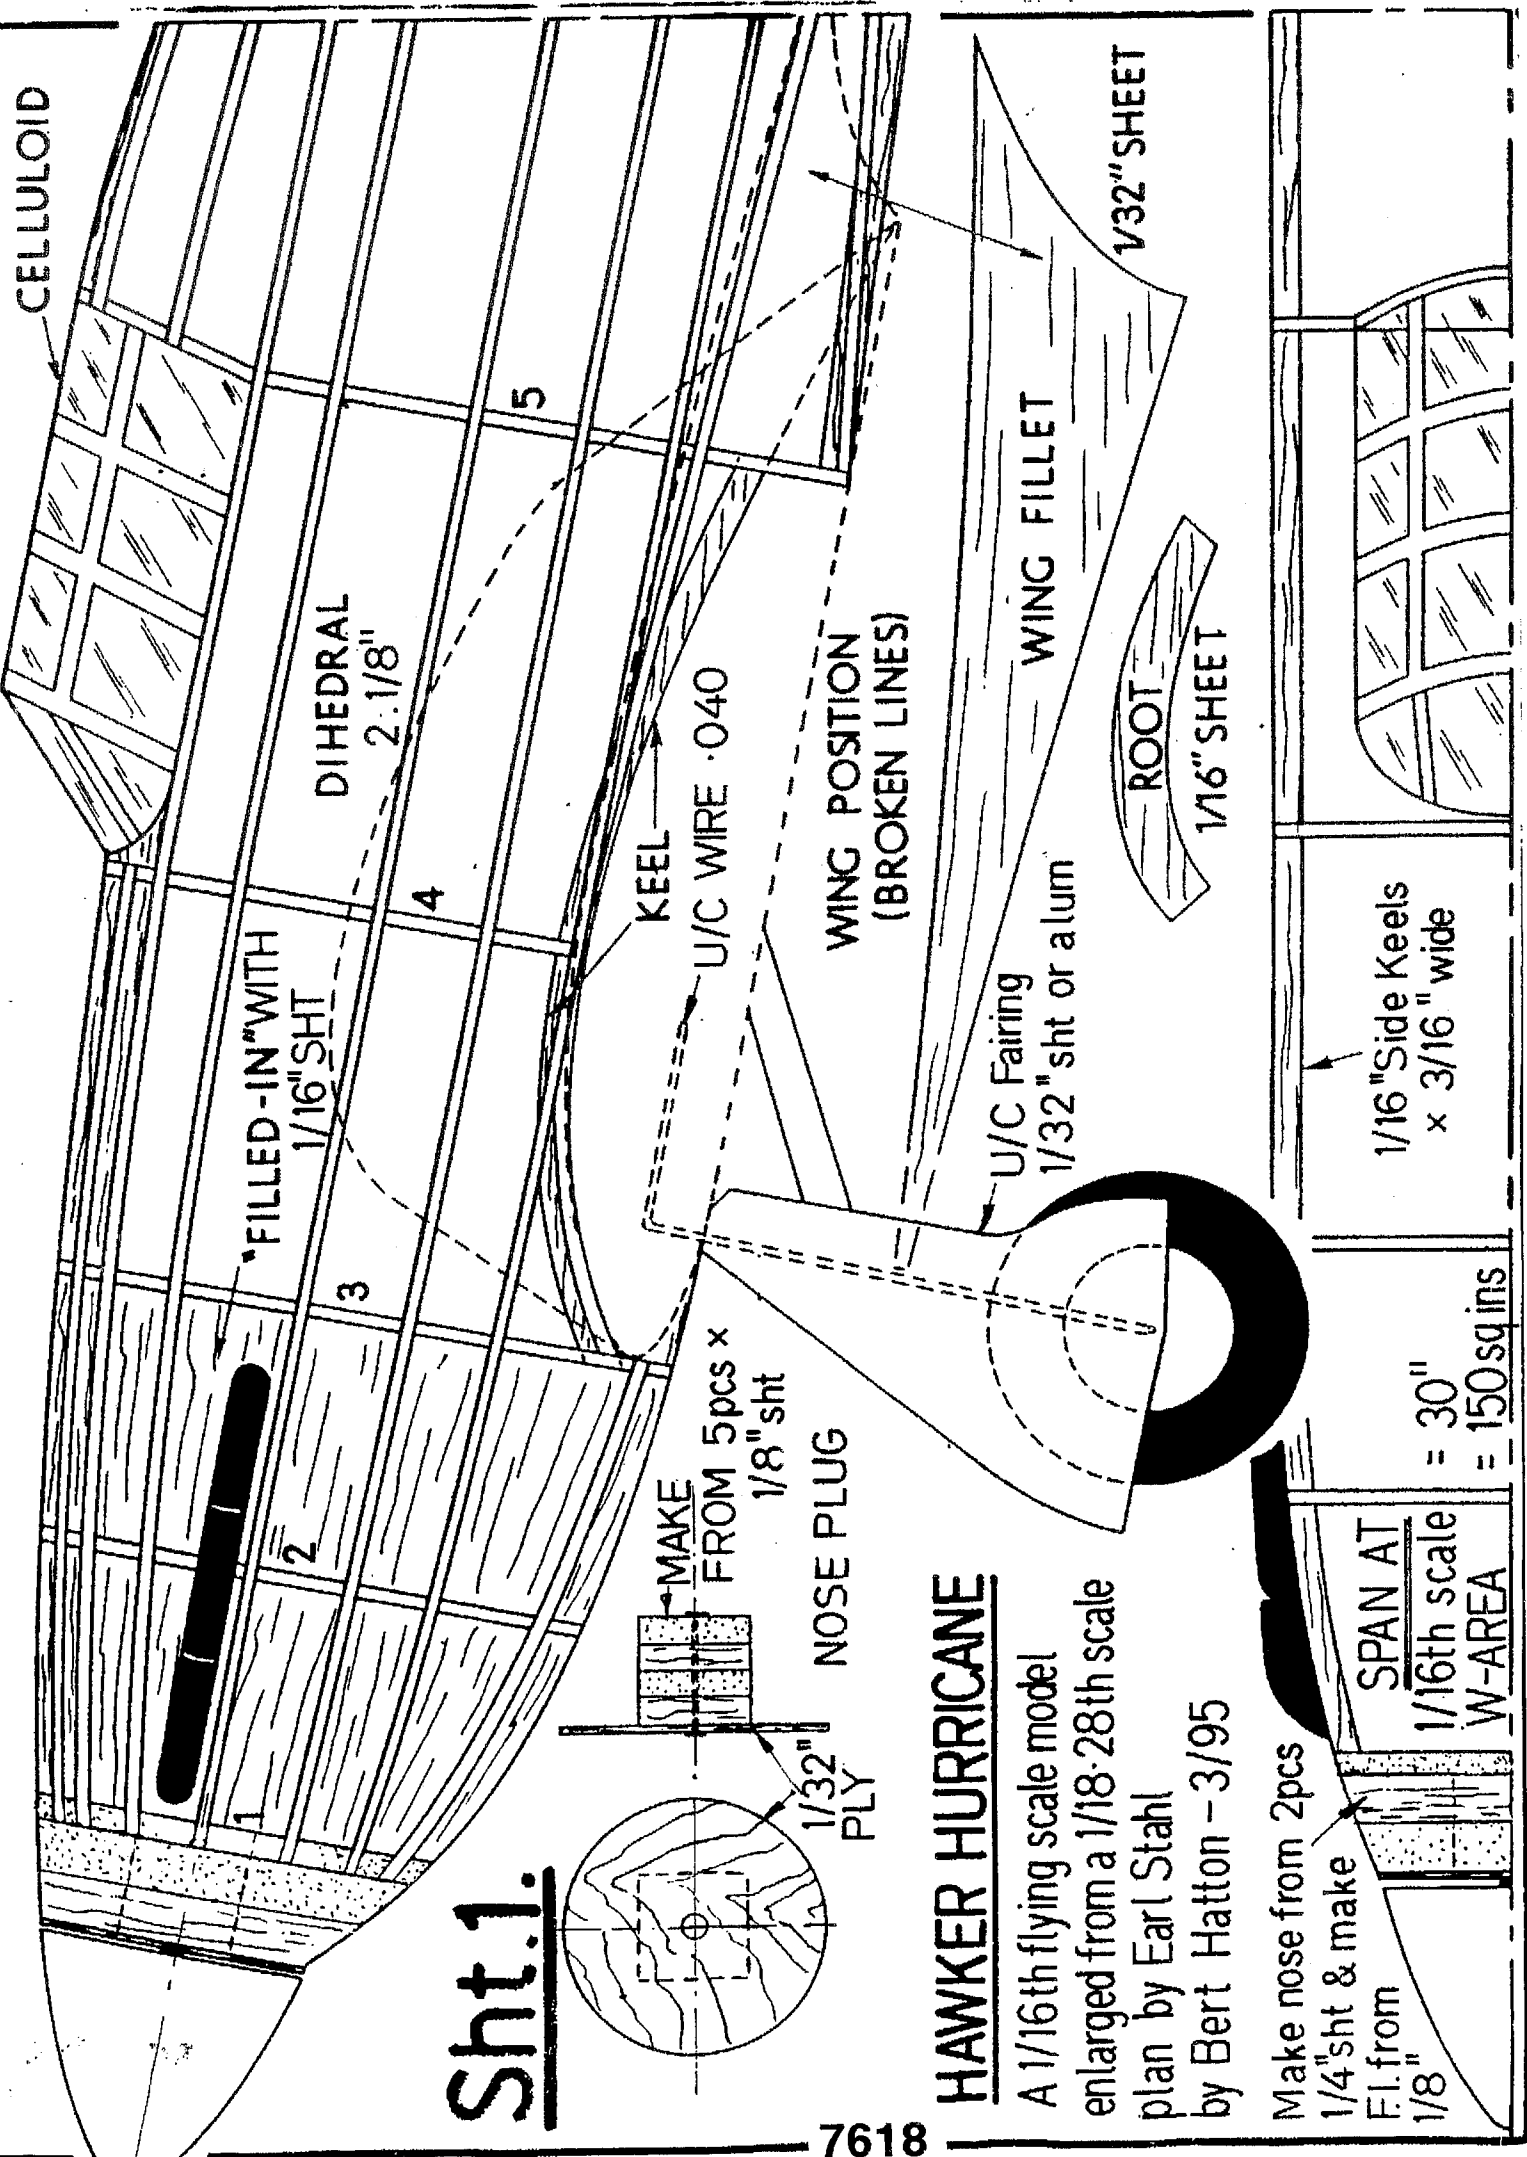 CELLULOID
"FILLED-IN" WITH
1/16" SHT
DIHEDRAL
2.1/8"
1
2
3
4
5
KEEL
U/C WIRE .040
WING POSITION
(BROKEN LINES)
WING FILLET
1/32" SHEET
ROOT
1/16" SHEET
U/C Fairing
1/32" sht or alum
MAKE
FROM 5pcs ×
1/8" sht
NOSE PLUG
1/32"
PLY
Sht.1.
HAWKER HURRICANE
A 1/16th flying scale model
enlarged from a 1/18·28th scale
plan by Earl Stahl
by Bert Hatton - 3/95
Make nose from 2pcs
1/4" sht & make
F.I. from
1/8"
SPAN AT
1/16th scale = 30"
W-AREA = 150 sq ins
1/16" Side Keels
× 3/16" wide
7618